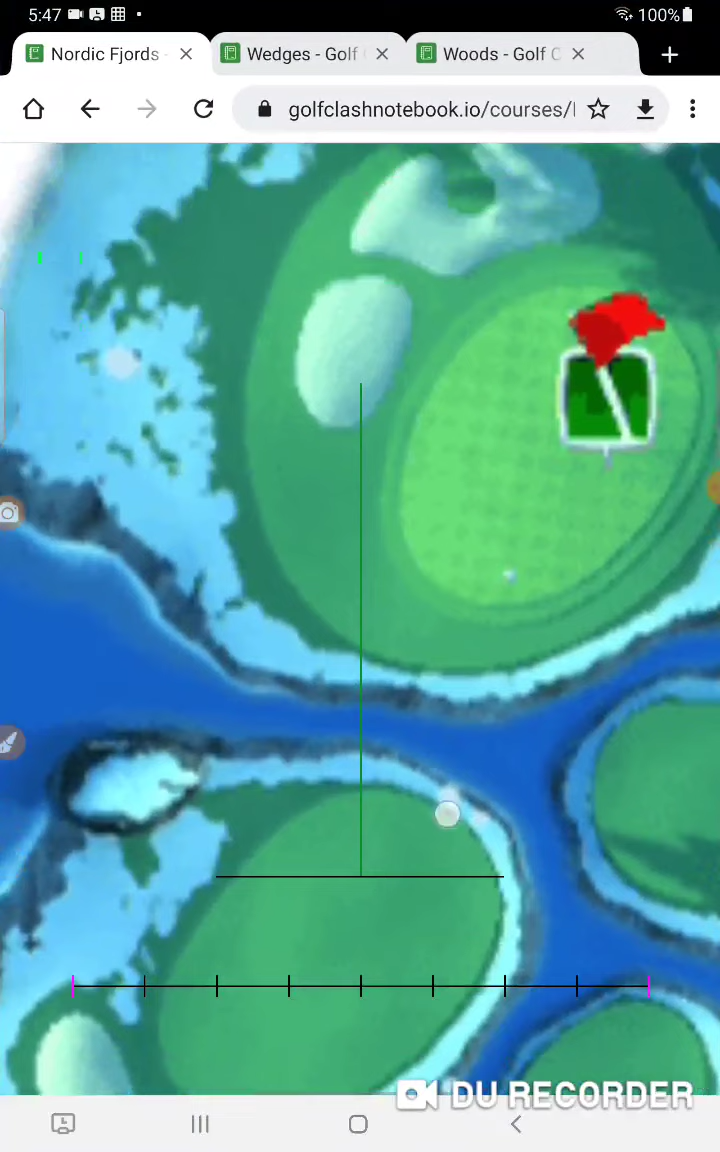 5:47 100%
Nordic Fjords
Wedges - Golf
Woods - Golf C
golfclashnotebook.io/courses/
DU RECORDER